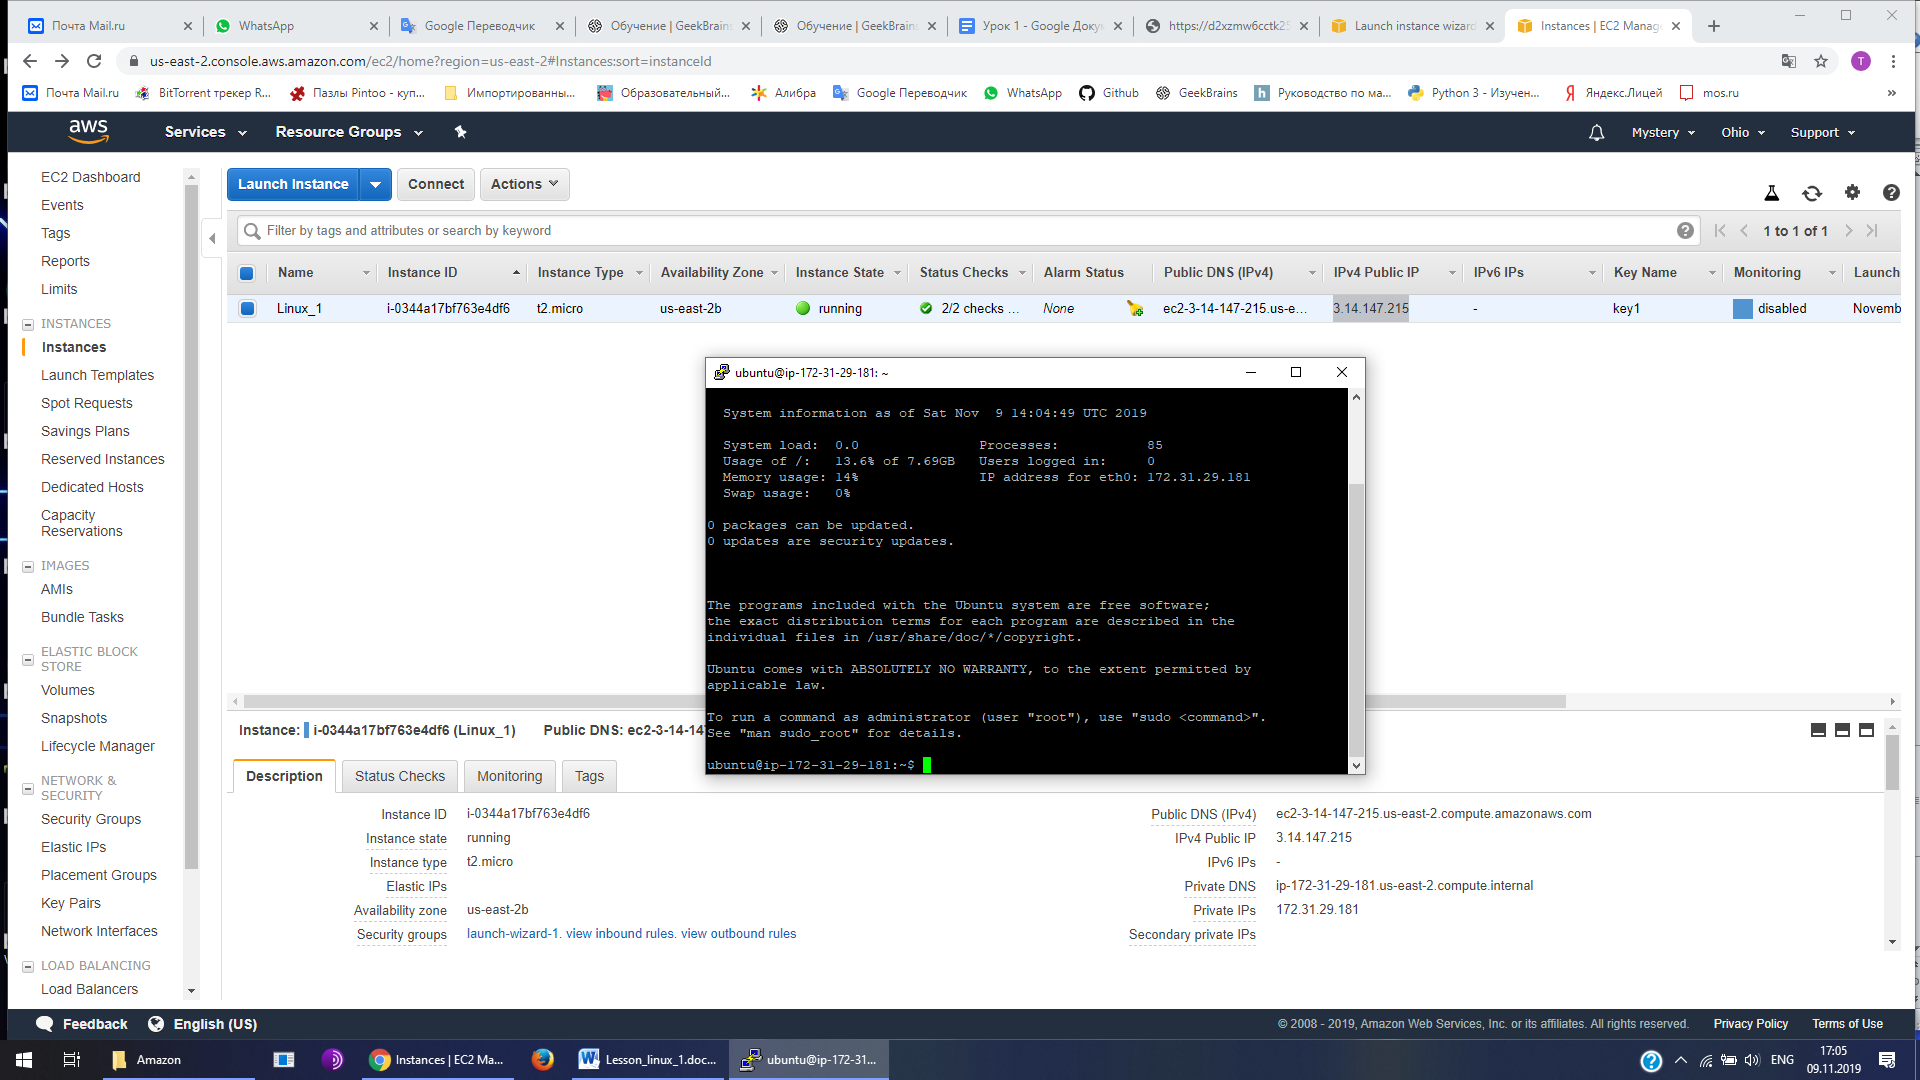 Почта Mail.ru
WhatsApp
Google Переводчик
Обучение | GeekBrains
Обучение | GeekBrains
Урок 1 - Google Доку
https://d2xzmw6cctk25
Launch instance wizard
Instances | EC2 Manag
us-east-2.console.aws.amazon.com/ec2/home?region=us-east-2#Instances:sort=instanceId
T
Почта Mail.ru
BitTorrent трекер R...
Пазлы Pintoo - куп...
Импортированны...
Образовательный...
Алибра
Google Переводчик
WhatsApp
Github
GeekBrains
Руководство по ма...
Python 3 - Изучен...
Яндекс.Лицей
mos.ru
»
aws
Services
Resource Groups
Mystery
Ohio
Support
EC2 Dashboard
Events
Tags
Reports
Limits
INSTANCES
Instances
Launch Templates
Spot Requests
Savings Plans
Reserved Instances
Dedicated Hosts
Capacity
Reservations
IMAGES
AMIs
Bundle Tasks
ELASTIC BLOCK
STORE
Volumes
Snapshots
Lifecycle Manager
NETWORK &
SECURITY
Security Groups
Elastic IPs
Placement Groups
Key Pairs
Network Interfaces
LOAD BALANCING
Load Balancers
Launch Instance
Connect
Actions
Filter by tags and attributes or search by keyword
1 to 1 of 1
Name Instance ID Instance Type Availability Zone Instance State Status Checks Alarm Status Public DNS (IPv4) IPv4 Public IP IPv6 IPs Key Name Monitoring Launch
Linux_1 i-0344a17bf763e4df6 t2.micro us-east-2b running 2/2 checks ... None ec2-3-14-147-215.us-e... 3.14.147.215 - key1 disabled Novemb
ubuntu@ip-172-31-29-181: ~
System information as of Sat Nov  9 14:04:49 UTC 2019
System load:  0.0 Processes: 85
Usage of /:   13.6% of 7.69GB Users logged in: 0
Memory usage: 14% IP address for eth0: 172.31.29.181
Swap usage:   0%
0 packages can be updated.
0 updates are security updates.
The programs included with the Ubuntu system are free software;
the exact distribution terms for each program are described in the
individual files in /usr/share/doc/*/copyright.
Ubuntu comes with ABSOLUTELY NO WARRANTY, to the extent permitted by
applicable law.
To run a command as administrator (user "root"), use "sudo <command>".
See "man sudo_root" for details.
ubuntu@ip-172-31-29-181:~$
Instance: i-0344a17bf763e4df6 (Linux_1) Public DNS: ec2-3-14-14
Description
Status Checks
Monitoring
Tags
Instance ID i-0344a17bf763e4df6
Instance state running
Instance type t2.micro
Elastic IPs
Availability zone us-east-2b
Security groups launch-wizard-1. view inbound rules. view outbound rules
Public DNS (IPv4) ec2-3-14-147-215.us-east-2.compute.amazonaws.com
IPv4 Public IP 3.14.147.215
IPv6 IPs -
Private DNS ip-172-31-29-181.us-east-2.compute.internal
Private IPs 172.31.29.181
Secondary private IPs
Feedback
English (US)
© 2008 - 2019, Amazon Web Services, Inc. or its affiliates. All rights reserved.
Privacy Policy
Terms of Use
Amazon
Instances | EC2 Ma...
Lesson_linux_1.doc...
ubuntu@ip-172-31...
ENG
17:05
09.11.2019